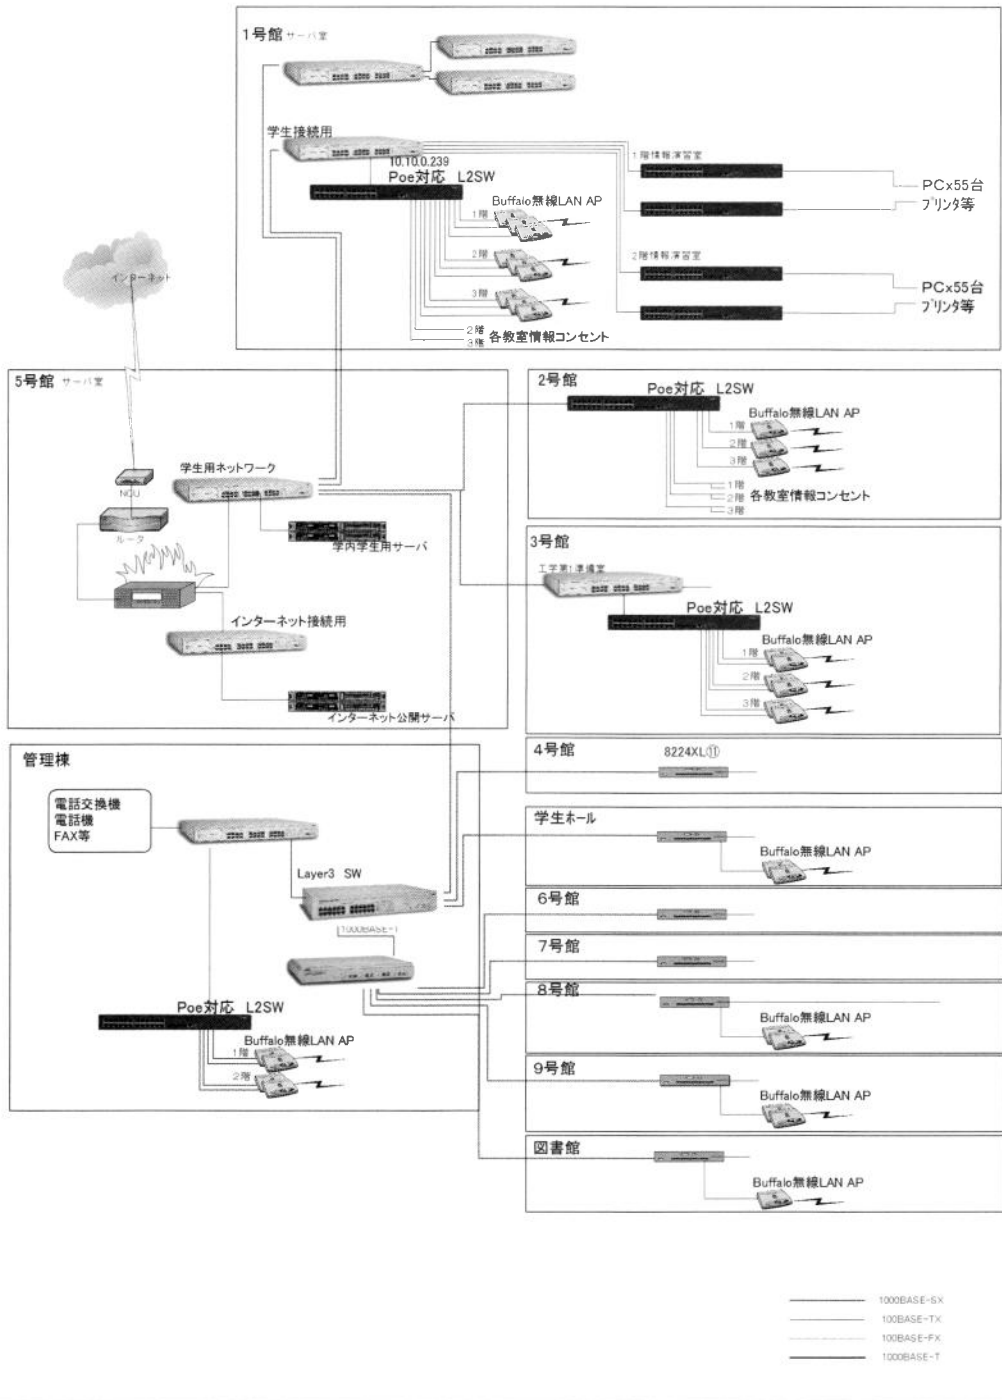 1号館 サーバ室
学生接続用
10.10.0.239
Poe対応 L2SW
Buffalo無線LAN AP
1階
2階
3階
2階
3階 各教室情報コンセント
1階情報演習室
PCx55台
プリンタ等
2階情報演習室
PCx55台
プリンタ等
インターネット
5号館 サーバ室
学生用ネットワーク
ルータ
学内学生用サーバ
インターネット接続用
インターネット公開サーバ
2号館
Poe対応 L2SW
Buffalo無線LAN AP
1階
2階
3階
1階
2階 各教室情報コンセント
3階
3号館
工学第1準備室
Poe対応 L2SW
Buffalo無線LAN AP
1階
2階
3階
管理棟
電話交換機
電話機
FAX等
Layer3 SW
1000BASE-T
Poe対応 L2SW
Buffalo無線LAN AP
1階
2階
4号館
8224XL⑪
学生ホール
Buffalo無線LAN AP
6号館
7号館
8号館
Buffalo無線LAN AP
9号館
Buffalo無線LAN AP
図書館
Buffalo無線LAN AP
1000BASE-SX
100BASE-TX
100BASE-FX
1000BASE-T